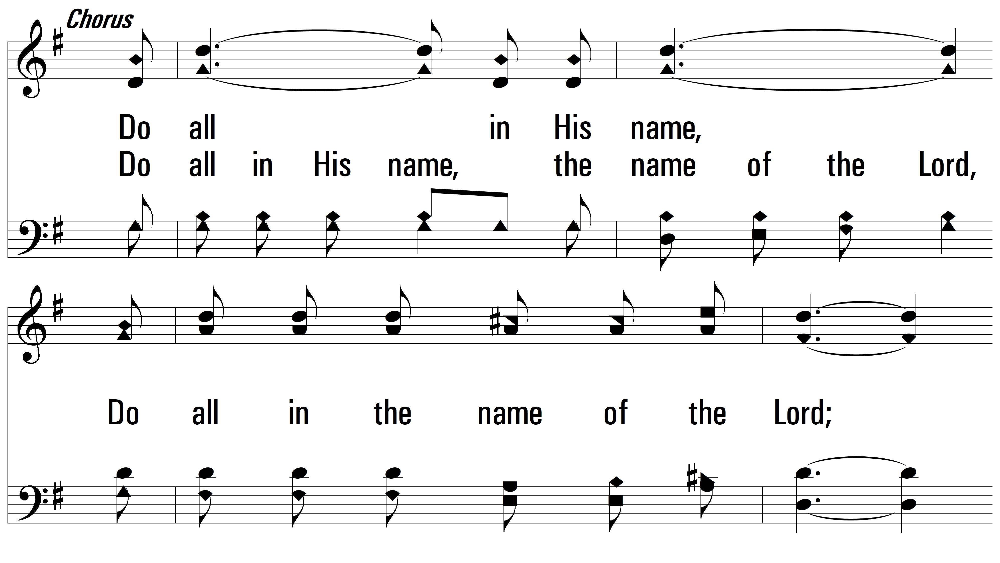 Chorus
Do all in His name,
Do all in His name, the name of the Lord,
Do all in the name of the Lord;